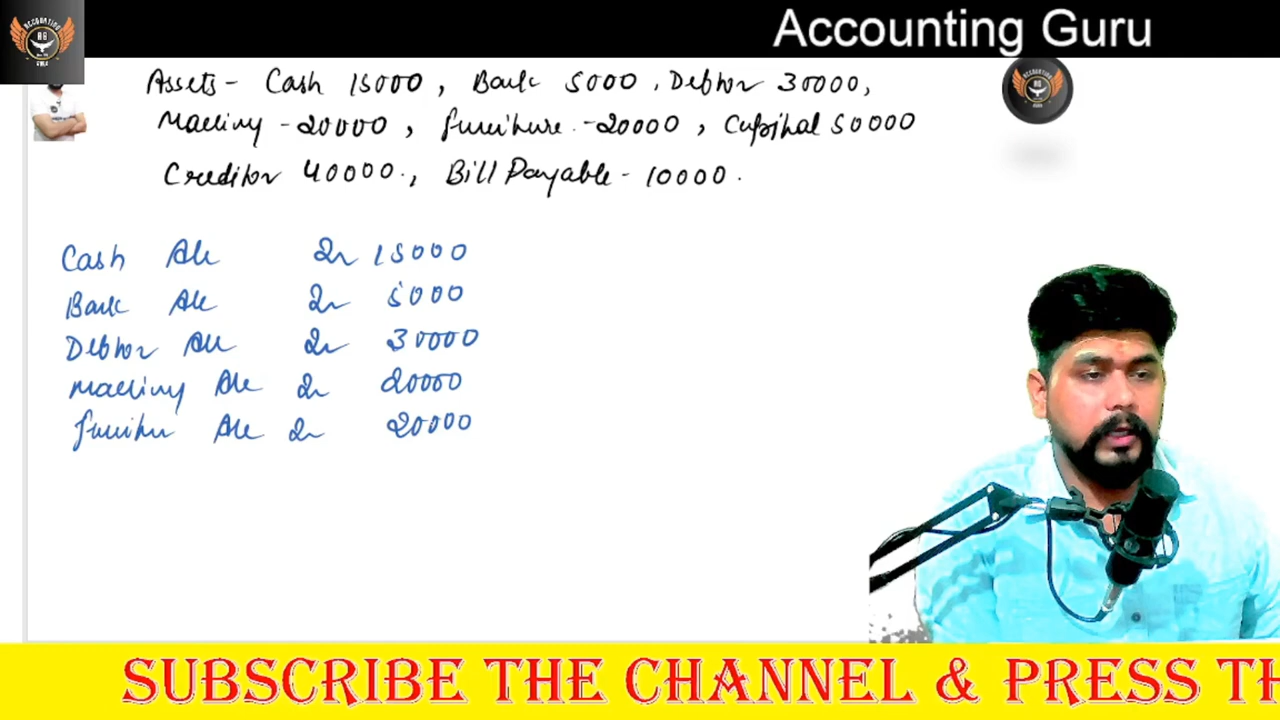 Accounting Guru
Assets - Cash 15000, Bank 5000, Debtor 30000,
Machinery - 20000, furniture - 20000, Capital 50000
Creditor 40000, Bill Payable - 10000.
Cash A/c Dr 15000
Bank A/c Dr 5000
Debtor A/c Dr 30000
Machinery A/c Dr 20000
furniture A/c Dr 20000
SUBSCRIBE THE CHANNEL & PRESS TH